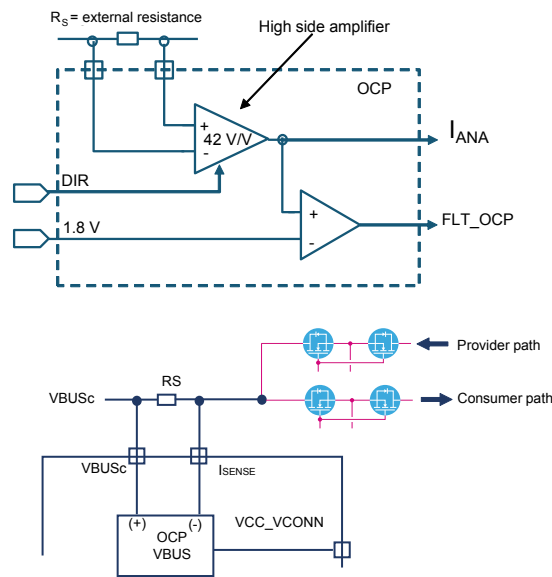 RS = external resistance
High side amplifier
OCP
+
42 V/V
-
IANA
DIR
1.8 V
+
-
FLT_OCP
Provider path
VBUSc
RS
Consumer path
VBUSc
ISENSE
(+)
(-)
VCC_VCONN
OCP
VBUS